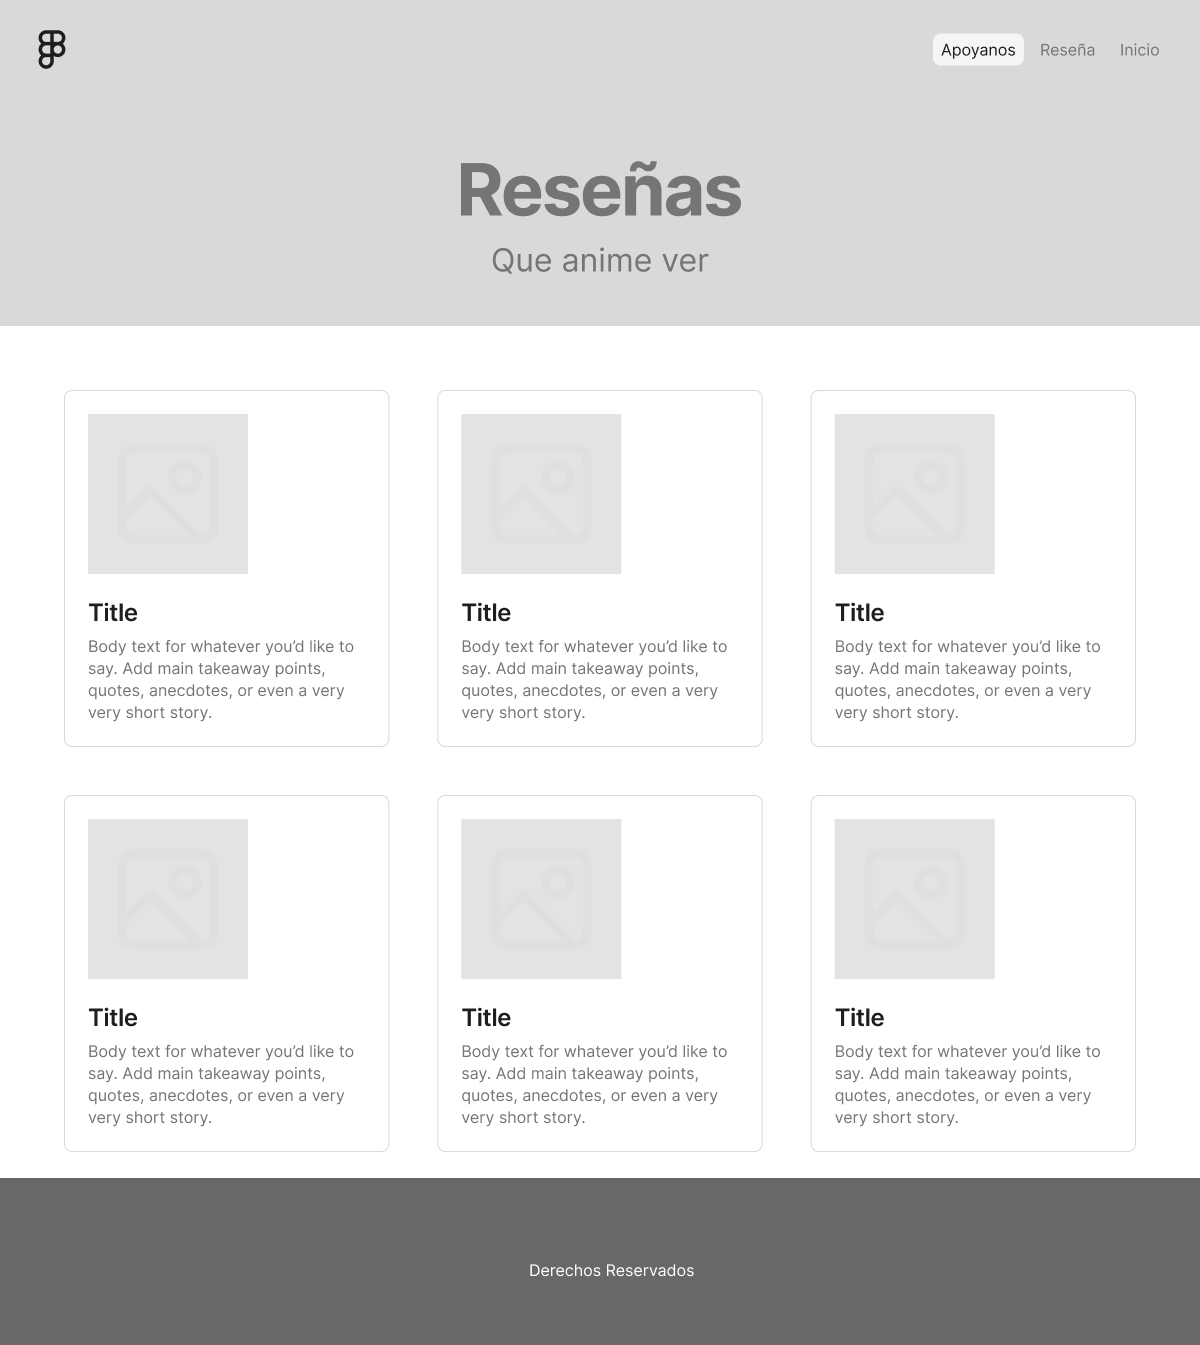 Apoyanos Reseña Inicio
Reseñas
Que anime ver
Title
Body text for whatever you’d like to
say. Add main takeaway points,
quotes, anecdotes, or even a very
very short story.
Title
Body text for whatever you’d like to
say. Add main takeaway points,
quotes, anecdotes, or even a very
very short story.
Title
Body text for whatever you’d like to
say. Add main takeaway points,
quotes, anecdotes, or even a very
very short story.
Title
Body text for whatever you’d like to
say. Add main takeaway points,
quotes, anecdotes, or even a very
very short story.
Title
Body text for whatever you’d like to
say. Add main takeaway points,
quotes, anecdotes, or even a very
very short story.
Title
Body text for whatever you’d like to
say. Add main takeaway points,
quotes, anecdotes, or even a very
very short story.
Derechos Reservados